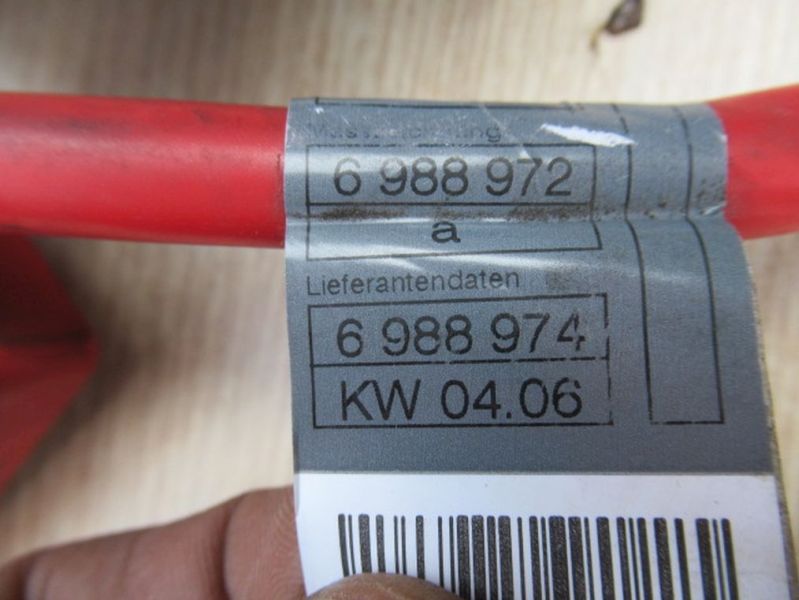 6 988 972
a
Lieferantendaten
6 988 974
KW 04.06